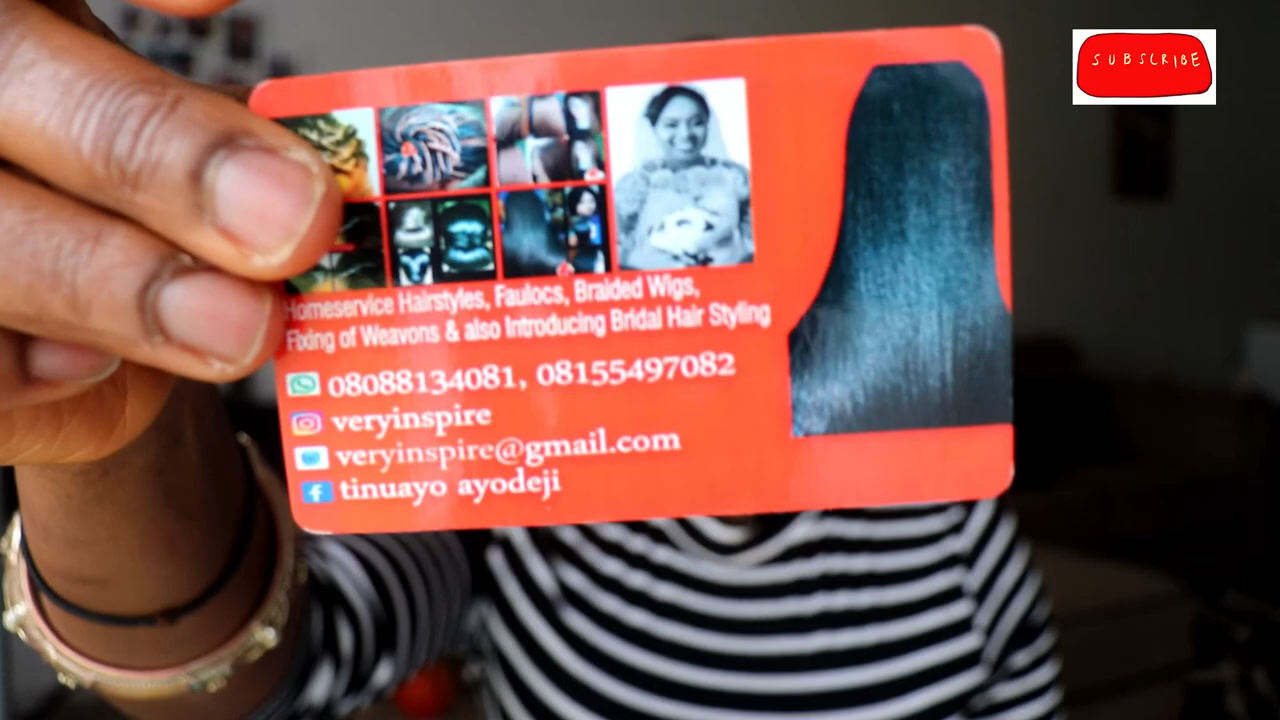 SUBSCRIBE
Homeservice Hairstyles, Faulocs, Braided Wigs,
Fixing of Weavons & also Introducing Bridal Hair Styling
08088134081, 08155497082
veryinspire
veryinspire@gmail.com
tinuayo ayodeji